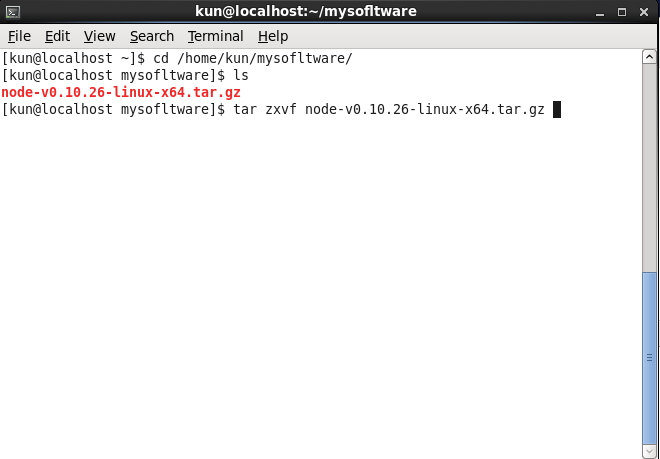 kun@localhost:~/mysofltware
File Edit View Search Terminal Help
[kun@localhost ~]$ cd /home/kun/mysofltware/
[kun@localhost mysofltware]$ ls
node-v0.10.26-linux-x64.tar.gz
[kun@localhost mysofltware]$ tar zxvf node-v0.10.26-linux-x64.tar.gz